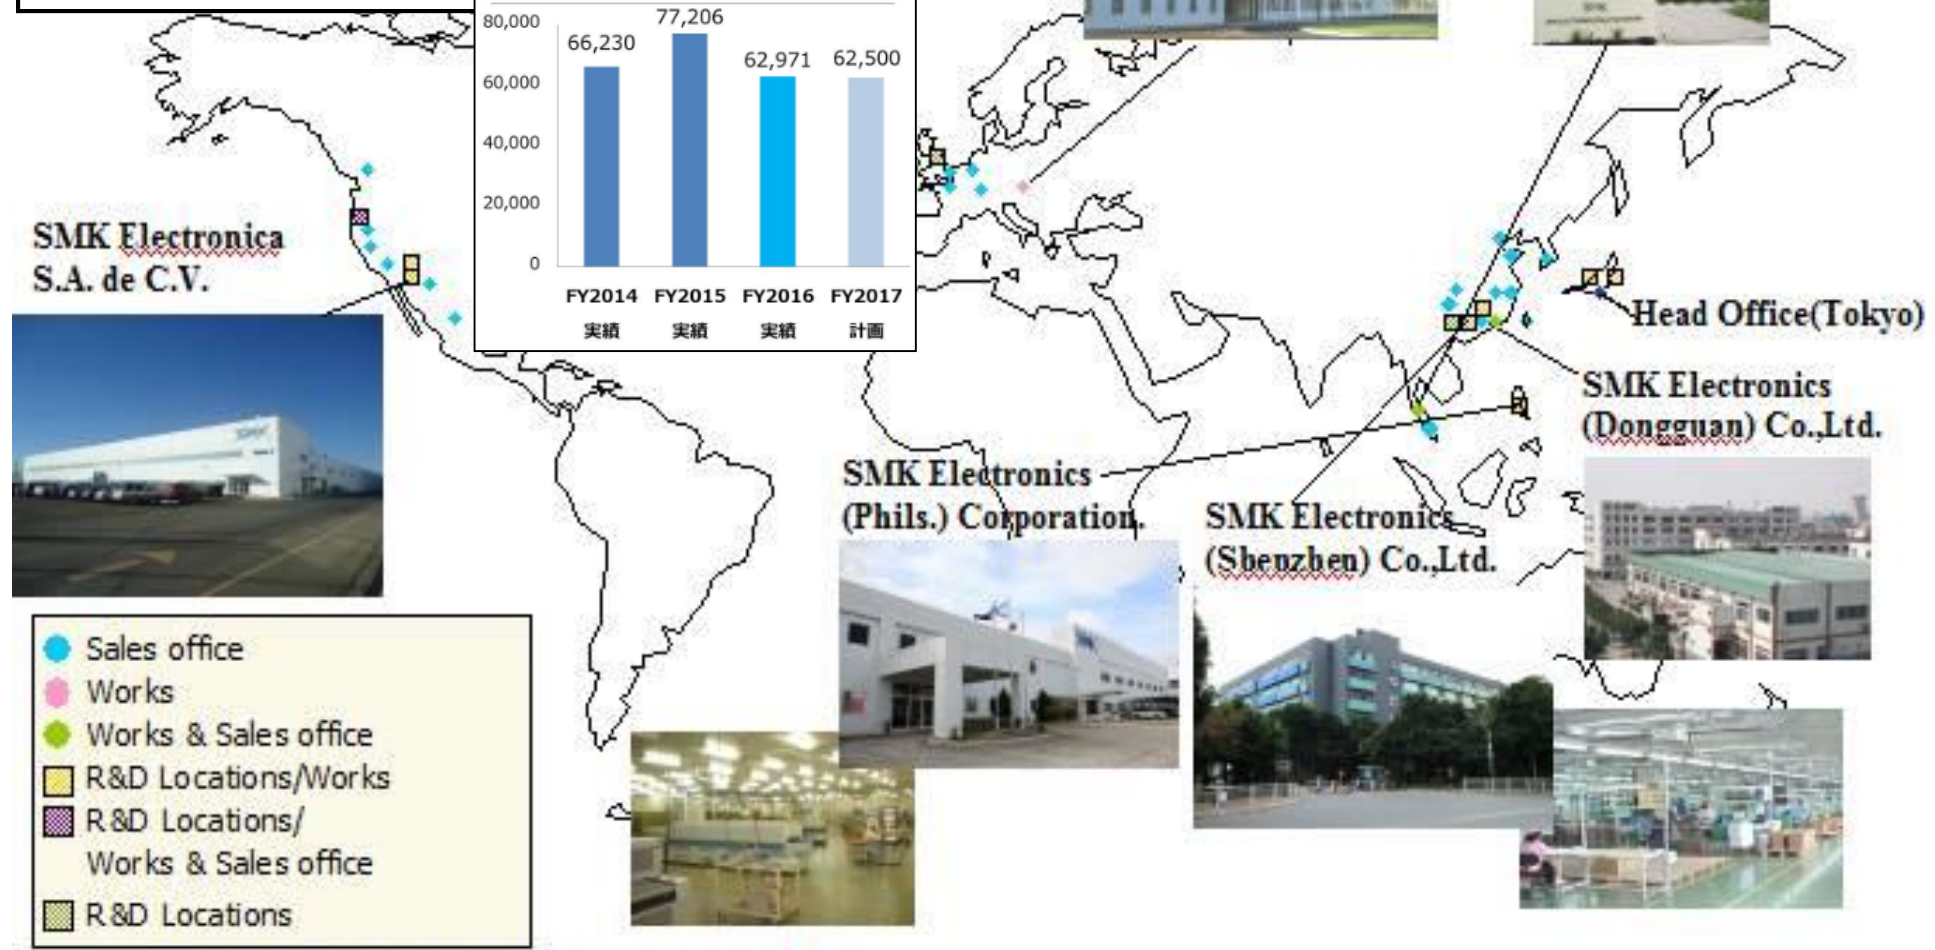 80,000
77,206
66,230
62,971
62,500
60,000
40,000
20,000
0
FY2014 FY2015 FY2016 FY2017
実績 実績 実績 計画
SMK Electronica
S.A. de C.V.
Head Office(Tokyo)
SMK Electronics
(Dongguan) Co.,Ltd.
SMK Electronics
(Phils.) Corporation.
SMK Electronics
(Shenzhen) Co.,Ltd.
Sales office
Works
Works & Sales office
R&D Locations/Works
R&D Locations/
Works & Sales office
R&D Locations